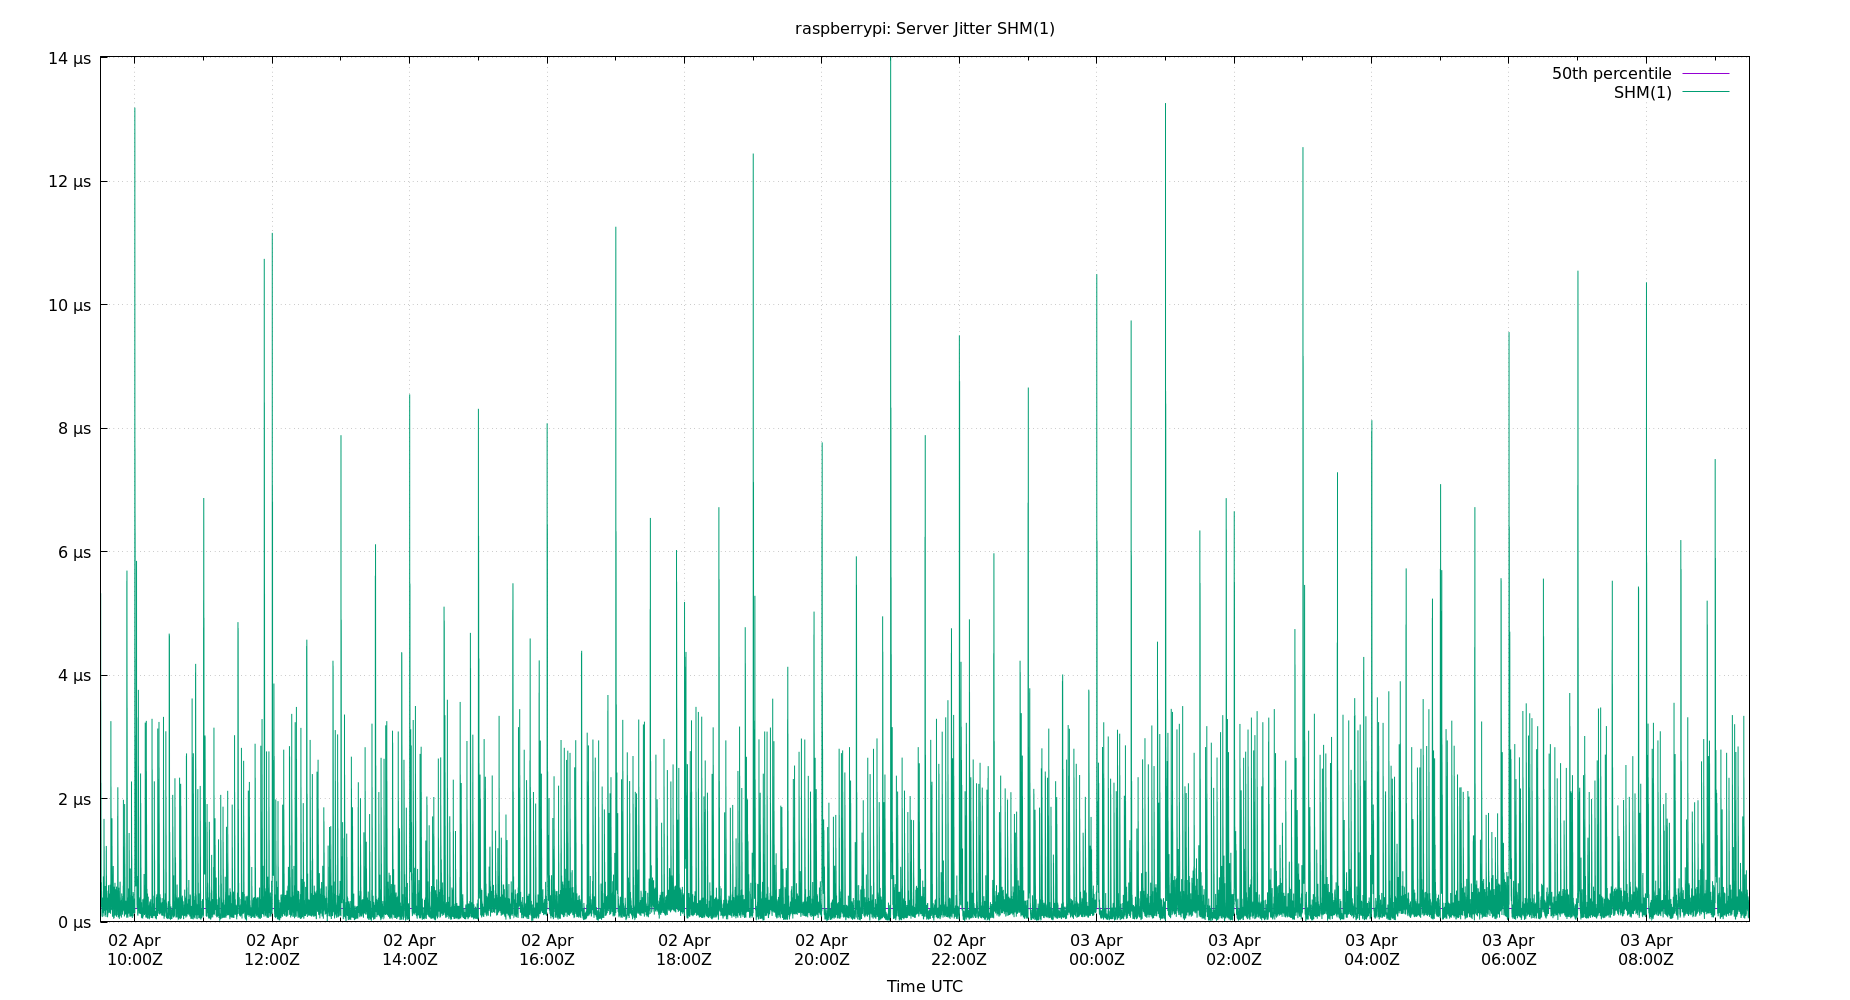 raspberrypi: Server Jitter SHM(1)
14 µs
12 µs
10 µs
8 µs
6 µs
4 µs
2 µs
0 µs
50th percentile
SHM(1)
02 Apr
10:00Z
02 Apr
12:00Z
02 Apr
14:00Z
02 Apr
16:00Z
02 Apr
18:00Z
02 Apr
20:00Z
02 Apr
22:00Z
03 Apr
00:00Z
03 Apr
02:00Z
03 Apr
04:00Z
03 Apr
06:00Z
03 Apr
08:00Z
Time UTC